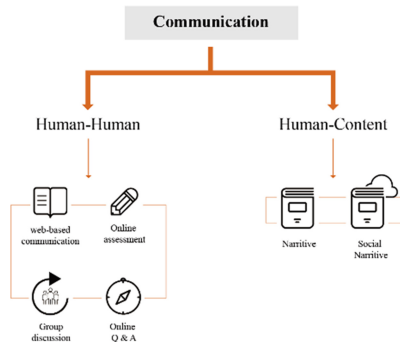 Communication
Human-Human
Human-Content
web-based
communication
Online
assessment
Narritive
Social
Narritive
Group
discussion
Online
Q & A